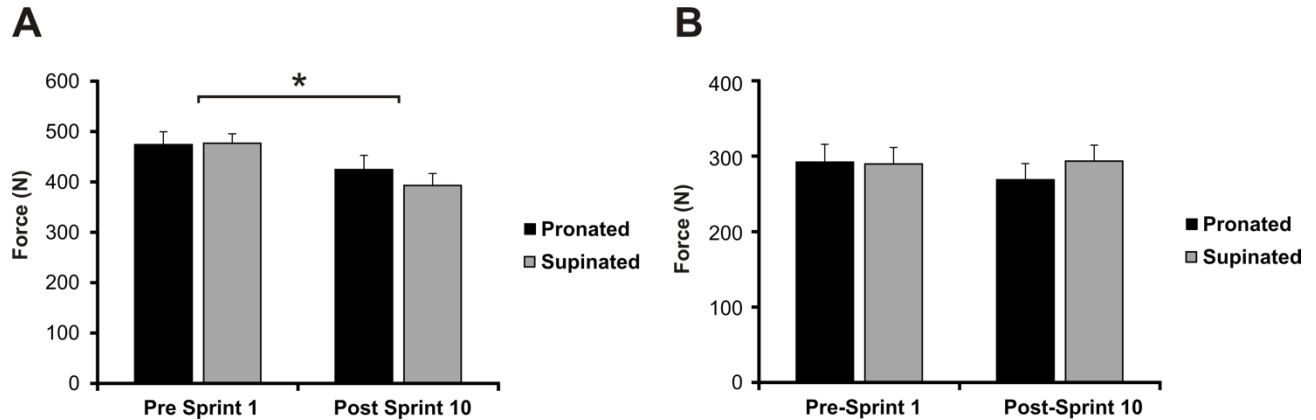 A
*
Force (N)
600
500
400
300
200
100
0
Pre Sprint 1
Post Sprint 10
Pronated
Supinated
B
Force (N)
400
300
200
100
0
Pre-Sprint 1
Post-Sprint 10
Pronated
Supinated